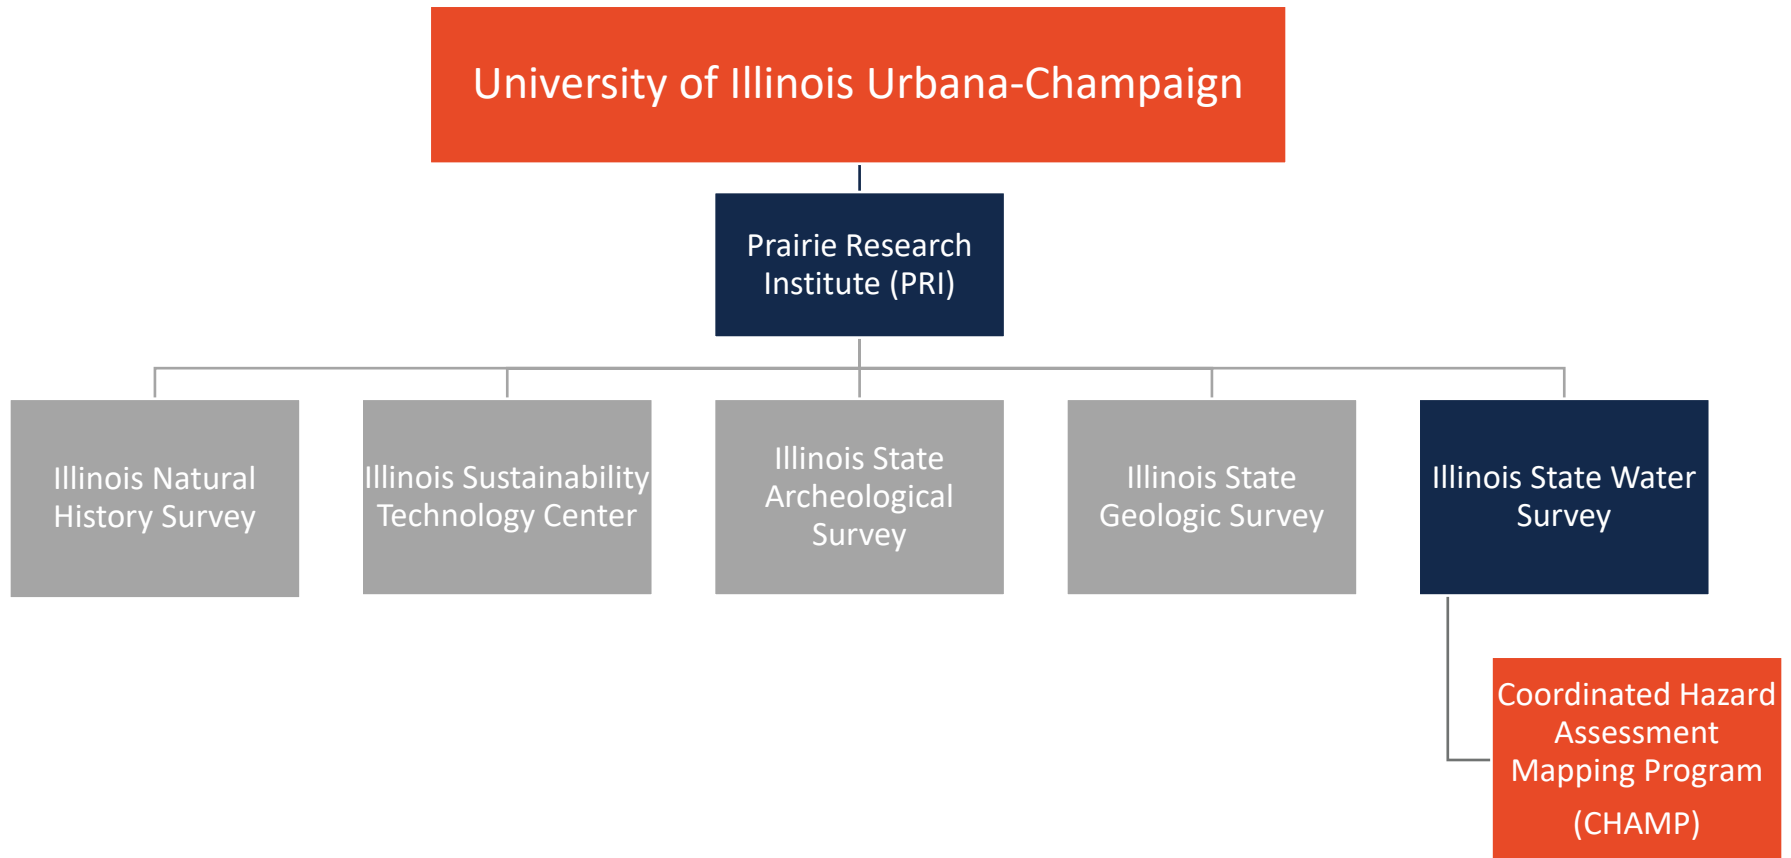 University of Illinois Urbana-Champaign
Prairie Research
Institute (PRI)
Illinois Natural
History Survey
Illinois Sustainability
Technology Center
Illinois State
Archeological
Survey
Illinois State
Geologic Survey
Illinois State Water
Survey
Coordinated Hazard
Assessment
Mapping Program
(CHAMP)